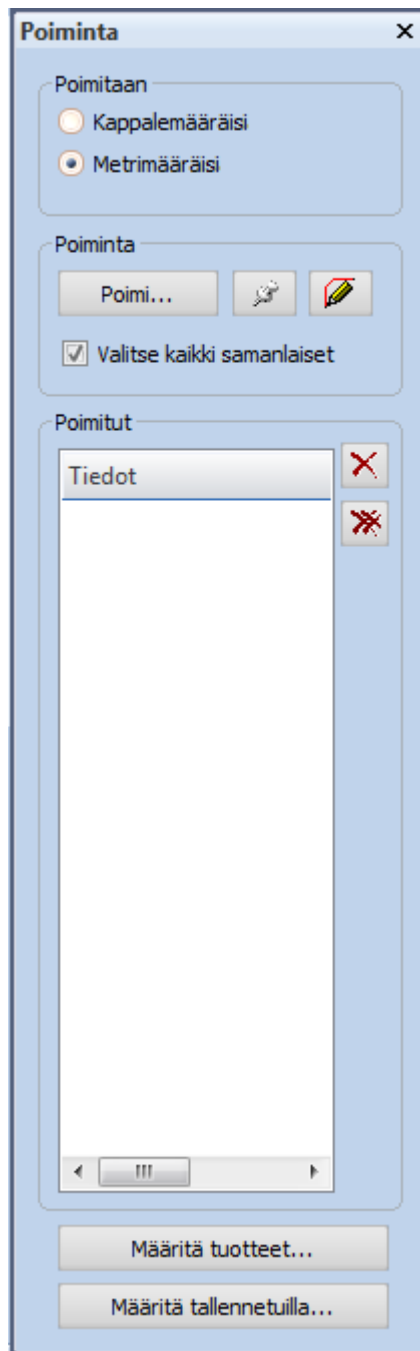 Poiminta
Poimitaan
Kappalemääräisi
Metrimääräisi
Poiminta
Poimi...
Valitse kaikki samanlaiset
Poimitut
Tiedot
Määritä tuotteet...
Määritä tallennetuilla...